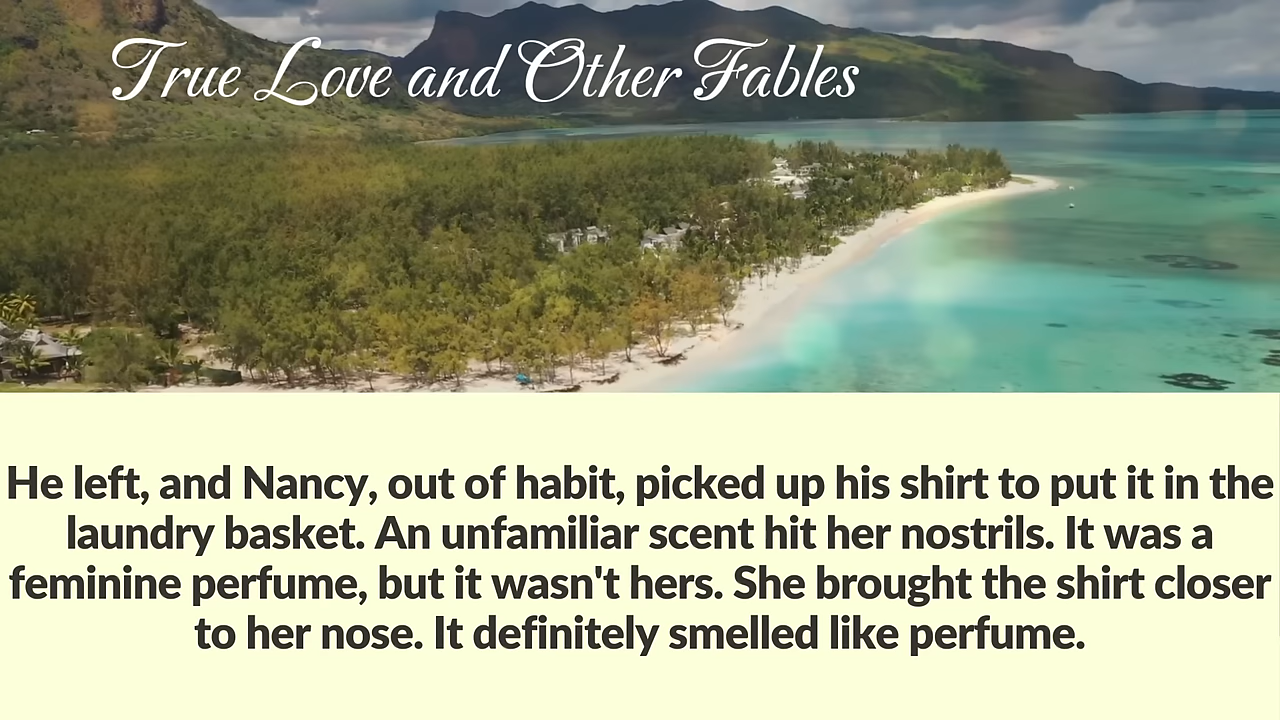 True Love and Other Fables
He left, and Nancy, out of habit, picked up his shirt to put it in the
laundry basket. An unfamiliar scent hit her nostrils. It was a
feminine perfume, but it wasn't hers. She brought the shirt closer
to her nose. It definitely smelled like perfume.